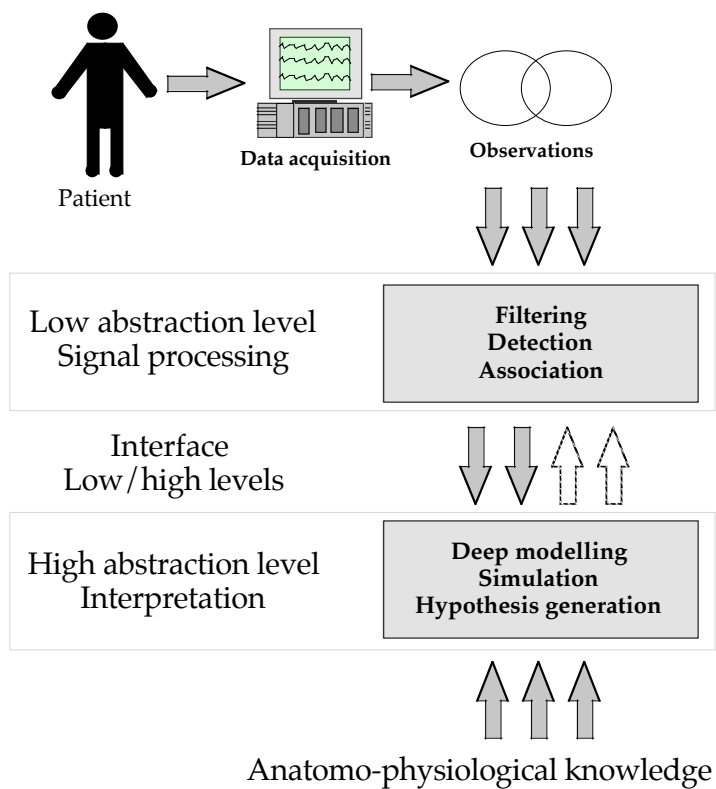 Patient
Data acquisition
Observations
Low abstraction level
Signal processing
Filtering
Detection
Association
Interface
Low/high levels
High abstraction level
Interpretation
Deep modelling
Simulation
Hypothesis generation
Anatomo-physiological knowledge